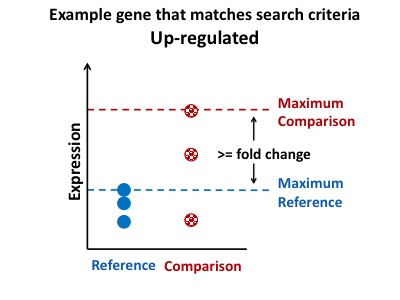 Example gene that matches search criteria
Up-regulated
Maximum
Comparison
>= fold change
Maximum
Reference
Expression
Reference Comparison